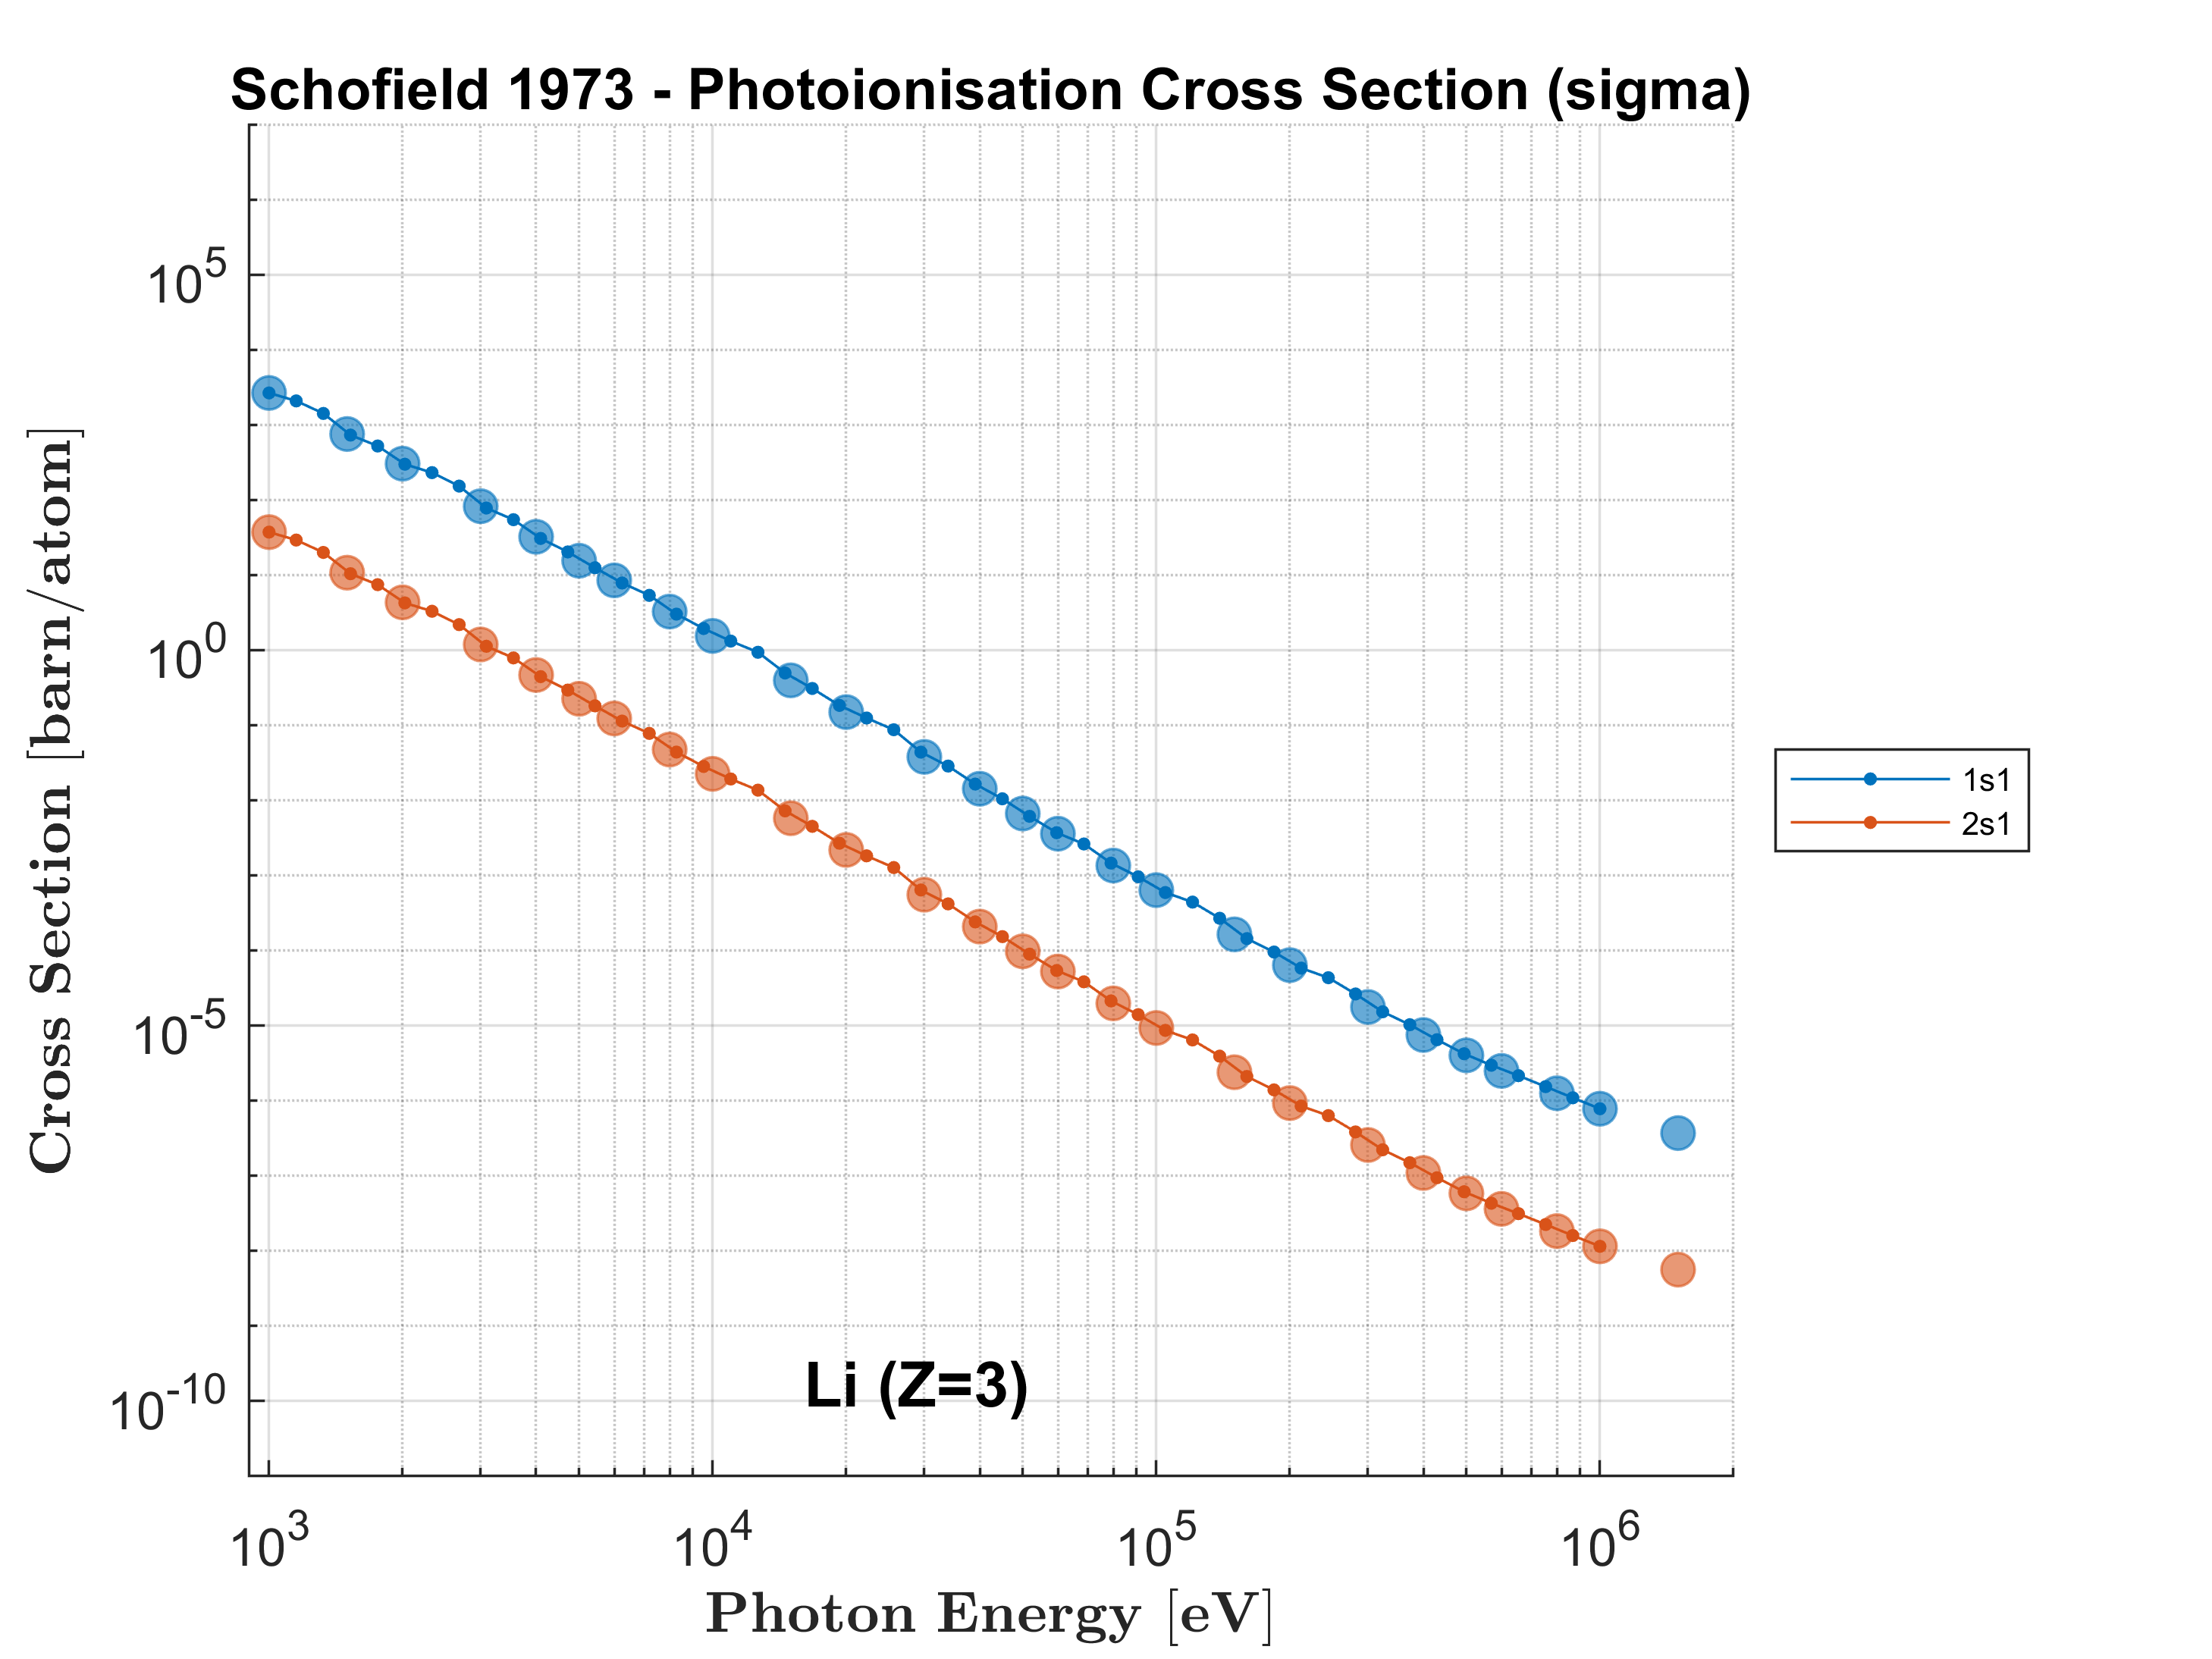 Schofield 1973 - Photoionisation Cross Section (sigma)
Cross Section [barn/atom]
10^5
10^0
10^-5
10^-10
1s1
2s1
Li (Z=3)
10^3 10^4 10^5 10^6
Photon Energy [eV]